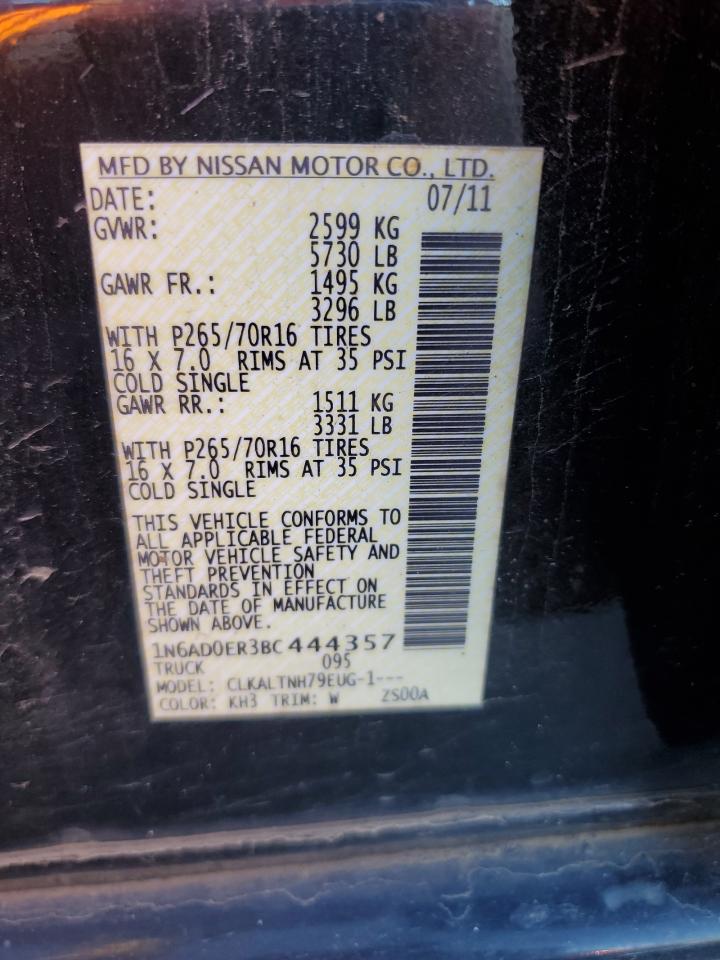 MFD BY NISSAN MOTOR CO., LTD.
DATE: 07/11
GVWR: 2599 KG
5730 LB
GAWR FR.: 1495 KG
3296 LB
WITH P265/70R16 TIRES
16 X 7.0 RIMS AT 35 PSI
COLD SINGLE
GAWR RR.: 1511 KG
3331 LB
WITH P265/70R16 TIRES
16 X 7.0 RIMS AT 35 PSI
COLD SINGLE
THIS VEHICLE CONFORMS TO
ALL APPLICABLE FEDERAL
MOTOR VEHICLE SAFETY AND
THEFT PREVENTION
STANDARDS IN EFFECT ON
THE DATE OF MANUFACTURE
SHOWN ABOVE.
1N6AD0ER3BC444357
TRUCK 095
MODEL: CLKALTNH79EUG-1---
COLOR: KH3 TRIM: W ZS00A